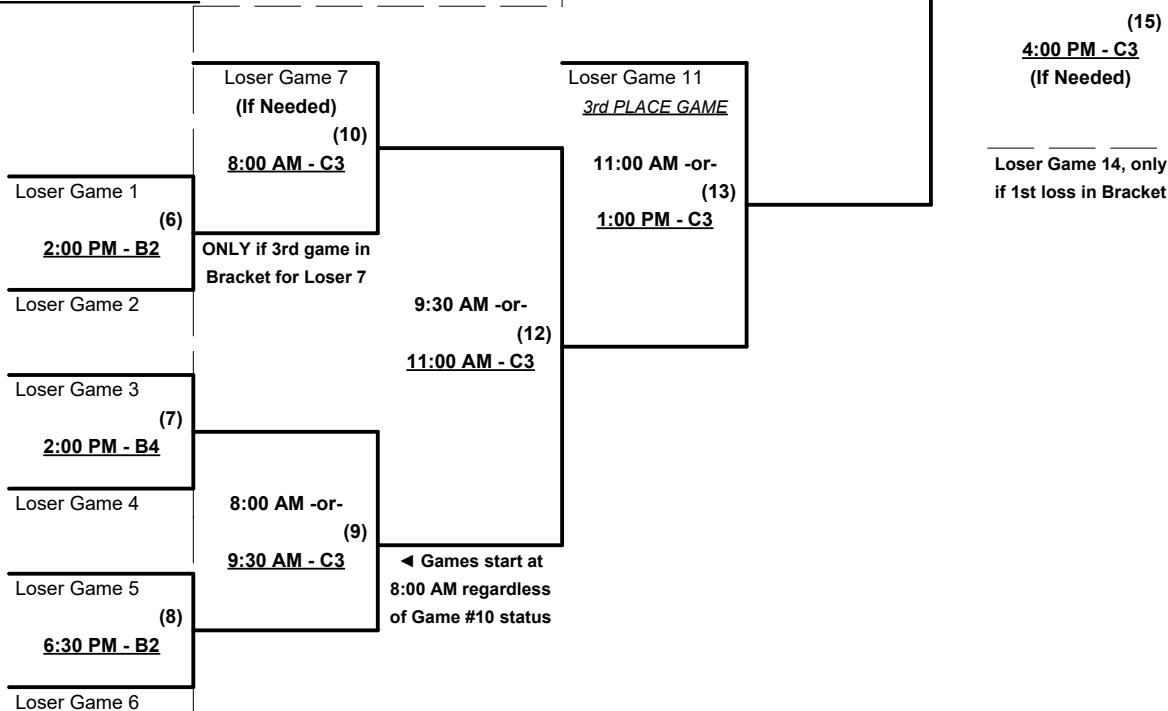 (15)
4:00 PM - C3
(If Needed)
Loser Game 14, only
if 1st loss in Bracket
Loser Game 7
(If Needed)
(10)
8:00 AM - C3
Loser Game 11
3rd PLACE GAME
11:00 AM -or-
(13)
1:00 PM - C3
Loser Game 1
(6)
2:00 PM - B2
Loser Game 2
ONLY if 3rd game in
Bracket for Loser 7
9:30 AM -or-
(12)
11:00 AM - C3
Loser Game 3
(7)
2:00 PM - B4
Loser Game 4
8:00 AM -or-
(9)
9:30 AM - C3
◄ Games start at
8:00 AM regardless
of Game #10 status
Loser Game 5
(8)
6:30 PM - B2
Loser Game 6